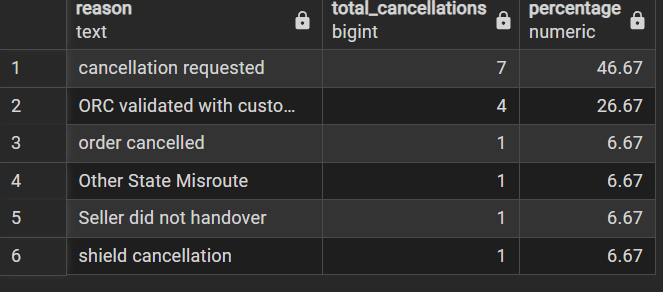 reason total_cancellations percentage
text bigint numeric
1 cancellation requested 7 46.67
2 ORC validated with custo… 4 26.67
3 order cancelled 1 6.67
4 Other State Misroute 1 6.67
5 Seller did not handover 1 6.67
6 shield cancellation 1 6.67